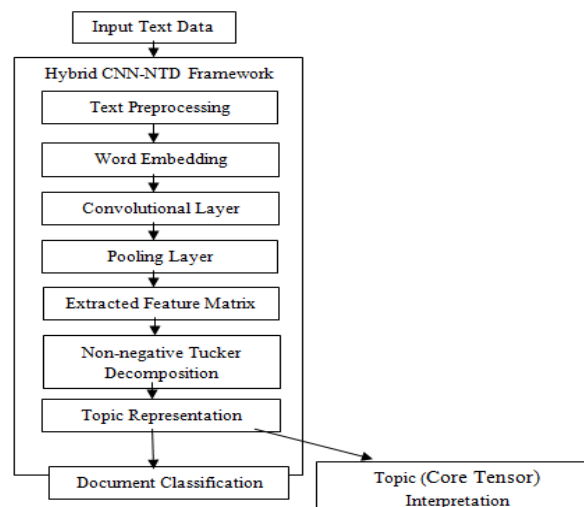 Input Text Data
Hybrid CNN-NTD Framework
Text Preprocessing
Word Embedding
Convolutional Layer
Pooling Layer
Extracted Feature Matrix
Non-negative Tucker
Decomposition
Topic Representation
Document Classification
Topic (Core Tensor)
Interpretation